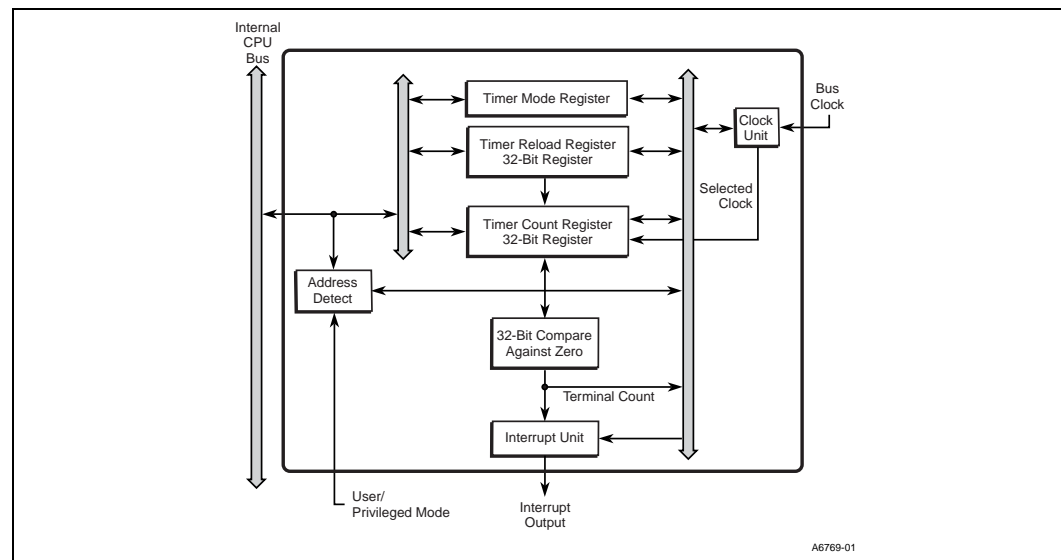 Internal
CPU
Bus
Timer Mode Register
Bus
Clock
Clock
Unit
Timer Reload Register
32-Bit Register
Selected
Clock
Timer Count Register
32-Bit Register
Address
Detect
32-Bit Compare
Against Zero
Terminal Count
Interrupt Unit
User/
Privileged Mode
Interrupt
Output
A6769-01